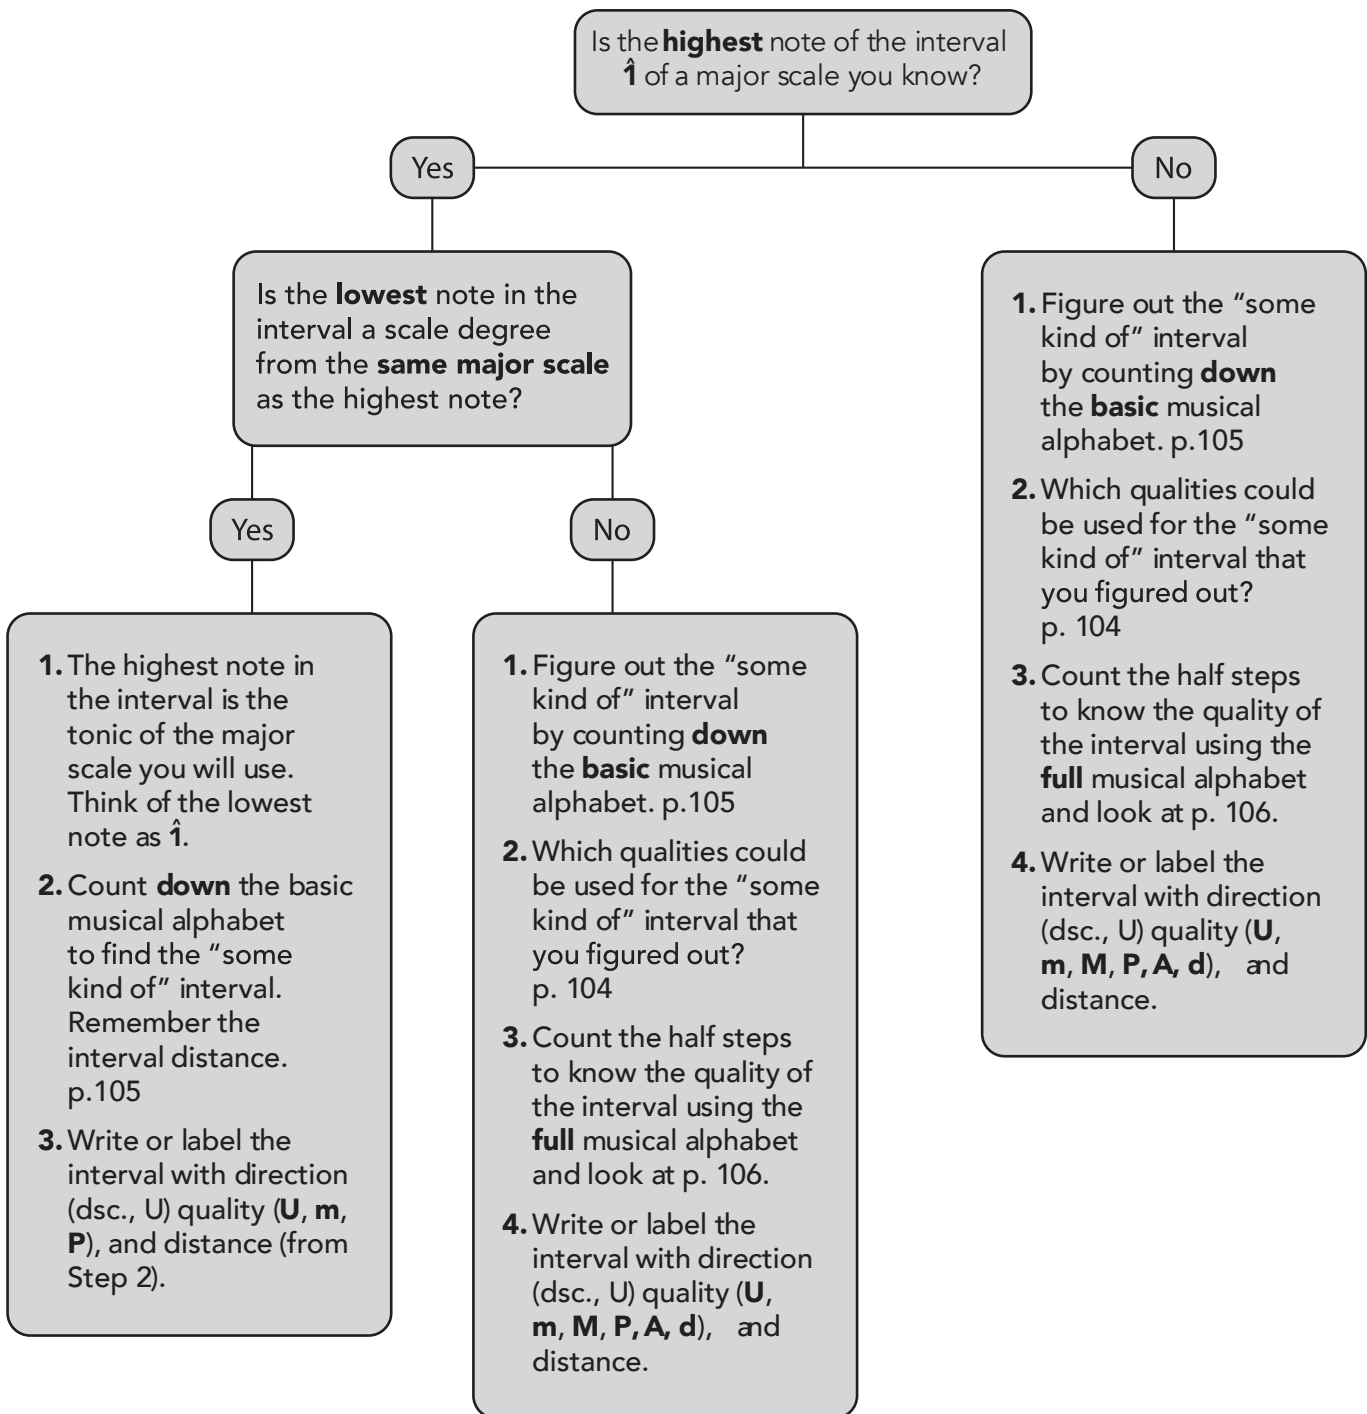 Is the highest note of the interval
1̂ of a major scale you know?
Yes
No
Is the lowest note in the
interval a scale degree
from the same major scale
as the highest note?
Yes
No
1. The highest note in
the interval is the
tonic of the major
scale you will use.
Think of the lowest
note as 1̂.
2. Count down the basic
musical alphabet
to find the “some
kind of” interval.
Remember the
interval distance.
p.105
3. Write or label the
interval with direction
(dsc., U) quality (U, m,
P), and distance (from
Step 2).
1. Figure out the “some
kind of” interval
by counting down
the basic musical
alphabet. p.105
2. Which qualities could
be used for the “some
kind of” interval that
you figured out?
p. 104
3. Count the half steps
to know the quality of
the interval using the
full musical alphabet
and look at p. 106.
4. Write or label the
interval with direction
(dsc., U) quality (U,
m, M, P, A, d), and
distance.
1. Figure out the “some
kind of” interval
by counting down
the basic musical
alphabet. p.105
2. Which qualities could
be used for the “some
kind of” interval that
you figured out?
p. 104
3. Count the half steps
to know the quality of
the interval using the
full musical alphabet
and look at p. 106.
4. Write or label the
interval with direction
(dsc., U) quality (U,
m, M, P, A, d), and
distance.